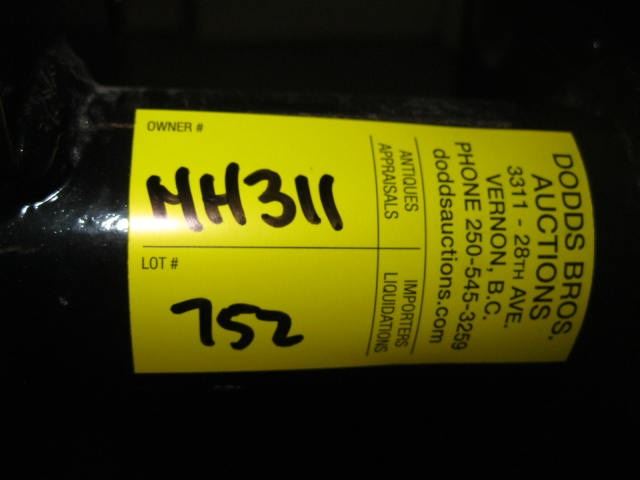 OWNER #
MH311
LOT #
752
ANTIQUES
APPRAISALS
IMPORTERS
LIQUIDATIONS
DODDS BROS.
AUCTIONS
3311 - 28TH AVE.
VERNON, B.C.
PHONE 250-545-3259
doddsauctions.com